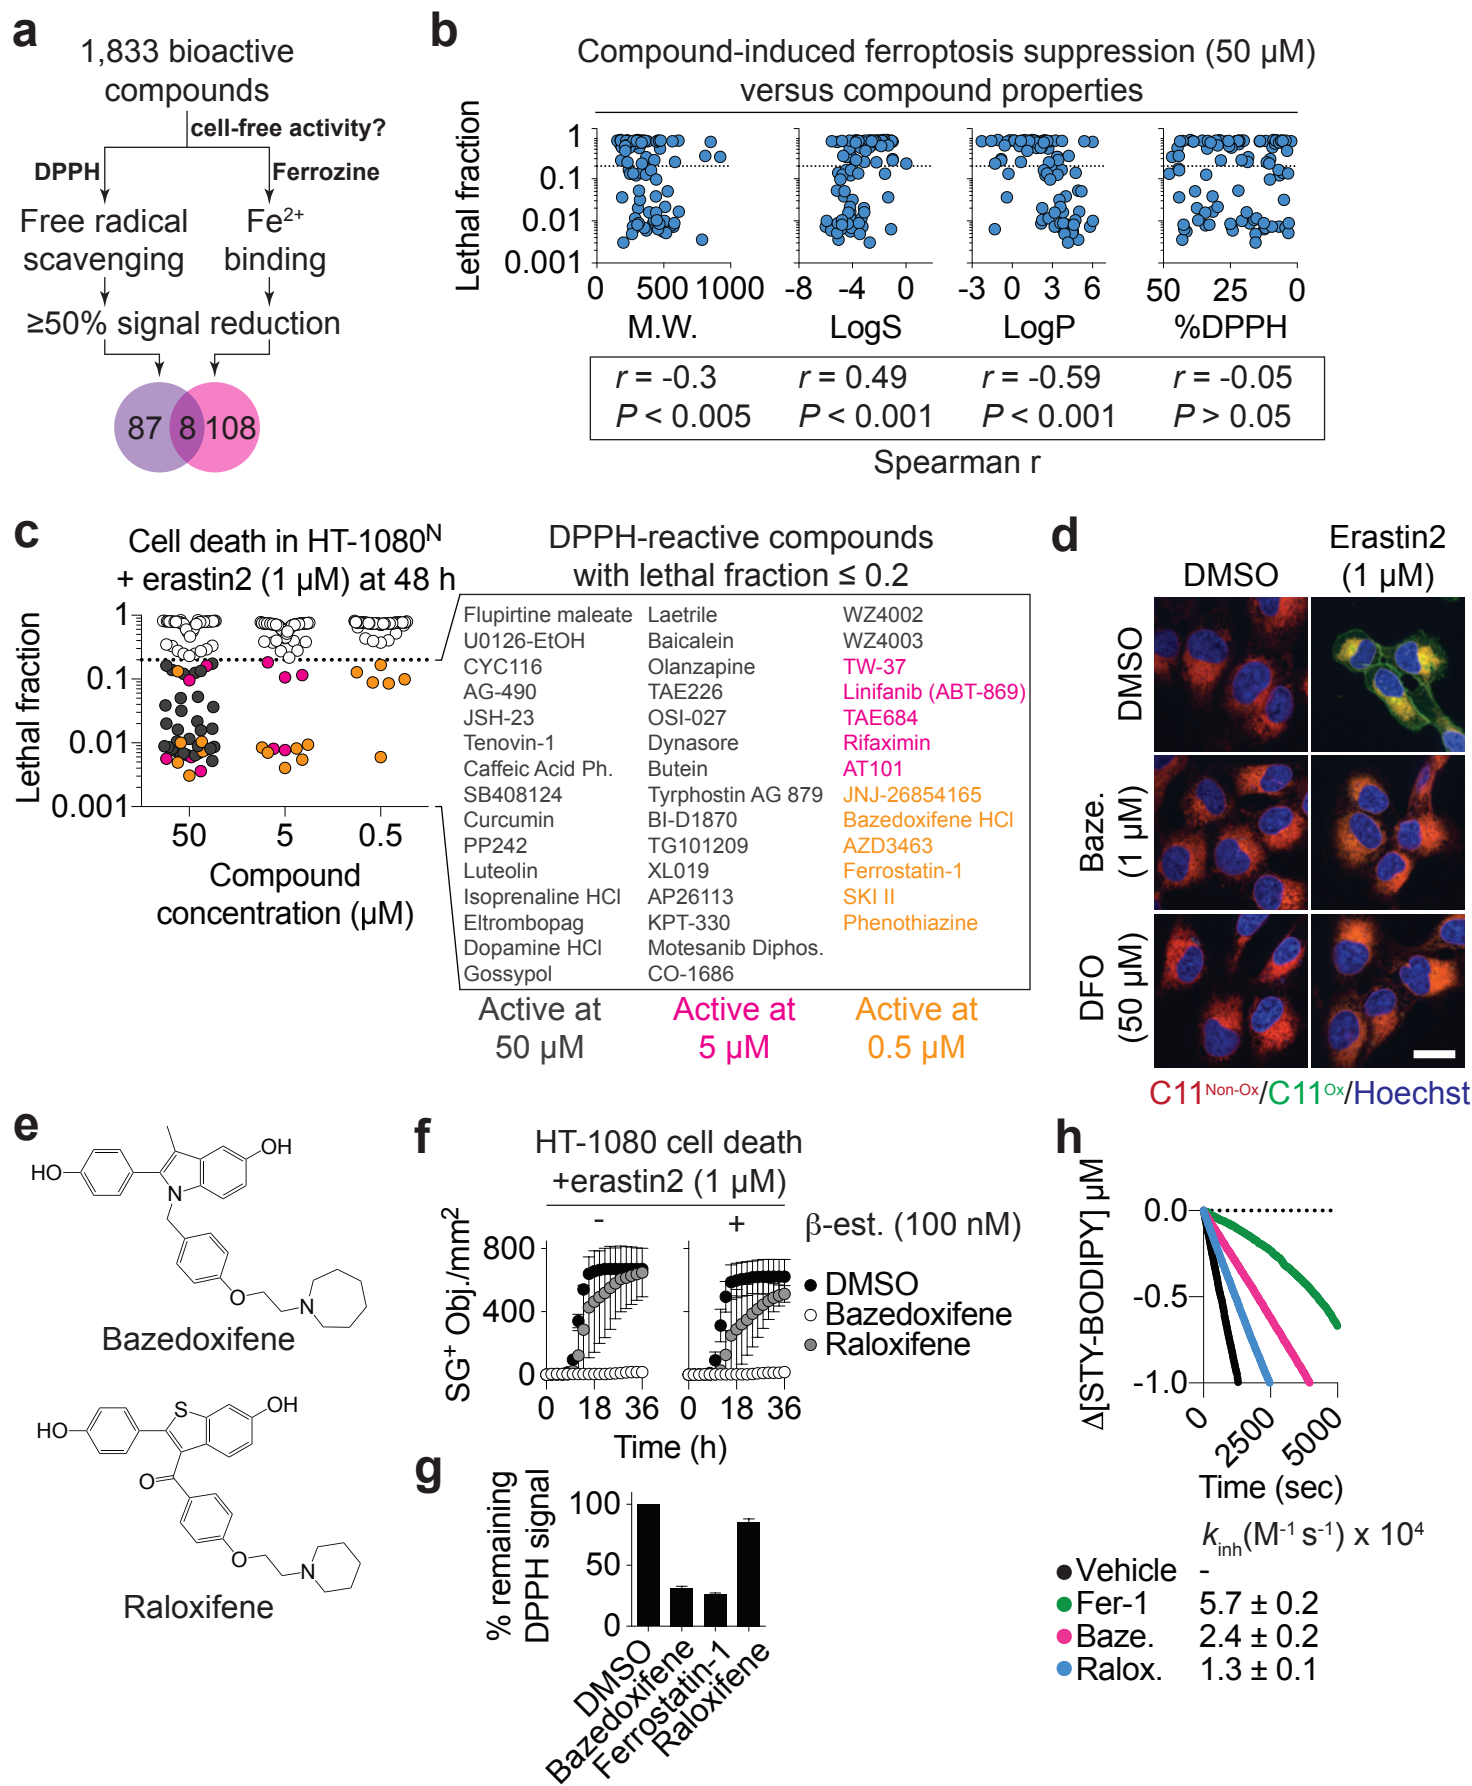 a
1,833 bioactive
compounds
cell-free activity?
DPPH
Ferrozine
Free radical
scavenging
Fe2+
binding
≥50% signal reduction
87 8 108
b
Compound-induced ferroptosis suppression (50 µM)
versus compound properties
Lethal fraction
1
0.1
0.01
0.001
0 500 1000
-8 -4 0
-3 0 3 6
50 25 0
M.W. LogS LogP %DPPH
r = -0.3 r = 0.49 r = -0.59 r = -0.05
P < 0.005 P < 0.001 P < 0.001 P > 0.05
Spearman r
c
Cell death in HT-1080N
+ erastin2 (1 µM) at 48 h
Lethal fraction
1
0.1
0.01
0.001
50 5 0.5
Compound
concentration (µM)
DPPH-reactive compounds
with lethal fraction ≤ 0.2
Flupirtine maleate Laetrile WZ4002
U0126-EtOH Baicalein WZ4003
CYC116 Olanzapine TW-37
AG-490 TAE226 Linifanib (ABT-869)
JSH-23 OSI-027 TAE684
Tenovin-1 Dynasore Rifaximin
Caffeic Acid Ph. Butein AT101
SB408124 Tyrphostin AG 879 JNJ-26854165
Curcumin BI-D1870 Bazedoxifene HCl
PP242 TG101209 AZD3463
Luteolin XL019 Ferrostatin-1
Isoprenaline HCl AP26113 SKI II
Eltrombopag KPT-330 Phenothiazine
Dopamine HCl Motesanib Diphos.
Gossypol CO-1686
Active at Active at Active at
50 µM 5 µM 0.5 µM
d
DMSO
Erastin2
(1 µM)
DMSO
Baze.
(1 µM)
DFO
(50 µM)
C11Non-Ox/C11Ox/Hoechst
e
HO
OH
N
O
N
Bazedoxifene
HO
S
OH
O
O
N
Raloxifene
f
HT-1080 cell death
+erastin2 (1 µM)
- + β-est. (100 nM)
SG+ Obj./mm2
800
400
0
0 18 36 0 18 36
Time (h)
DMSO
Bazedoxifene
Raloxifene
g
% remaining
DPPH signal
100
50
0
DMSO
Bazedoxifene
Ferrostatin-1
Raloxifene
h
Δ[STY-BODIPY] µM
0.0
-0.5
-1.0
0 2500 5000
Time (sec)
kinh(M-1 s-1) x 104
Vehicle -
Fer-1 5.7 ± 0.2
Baze. 2.4 ± 0.2
Ralox. 1.3 ± 0.1